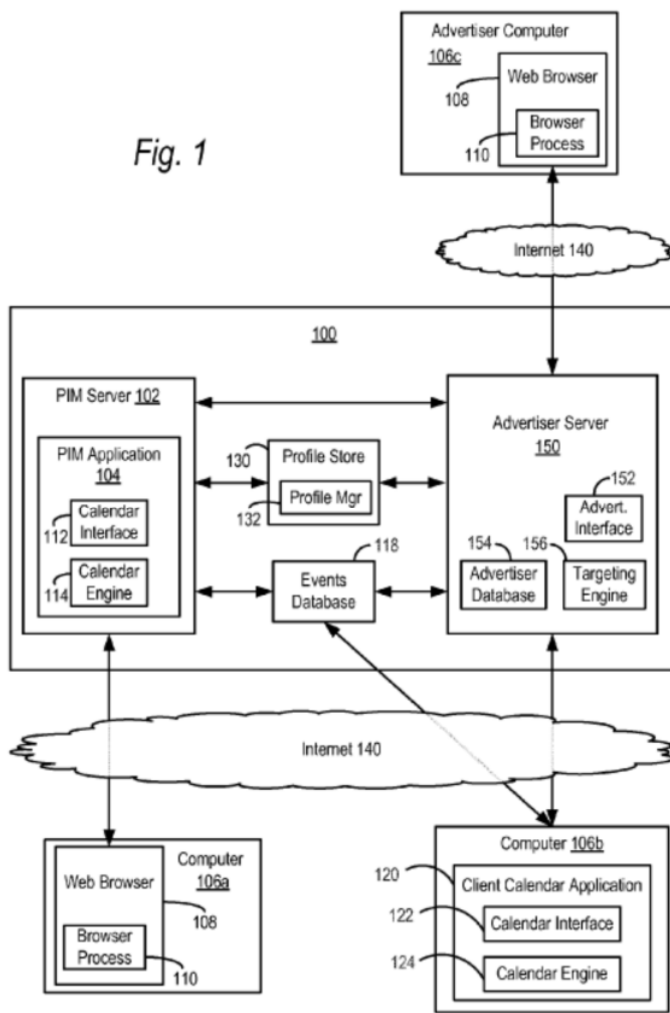 Fig. 1
Advertiser Computer
106c
108
Web Browser
110
Browser
Process
Internet 140
100
PIM Server 102
PIM Application
104
112
Calendar
Interface
114
Calendar
Engine
130
Profile Store
132
Profile Mgr
118
Events
Database
Advertiser Server
150
152
Advert.
Interface
154
Advertiser
Database
156
Targeting
Engine
Internet 140
Computer
106a
Web Browser
108
Browser
Process
110
Computer 106b
120
Client Calendar Application
122
Calendar Interface
124
Calendar Engine